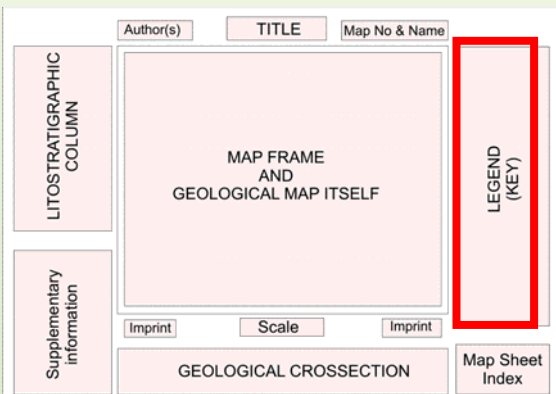 Author(s)
TITLE
Map No & Name
LITOSTRATIGRAPHIC
COLUMN
MAP FRAME
AND
GEOLOGICAL MAP ITSELF
LEGEND
(KEY)
Supplementary
information
Imprint
Scale
Imprint
GEOLOGICAL CROSSECTION
Map Sheet
Index